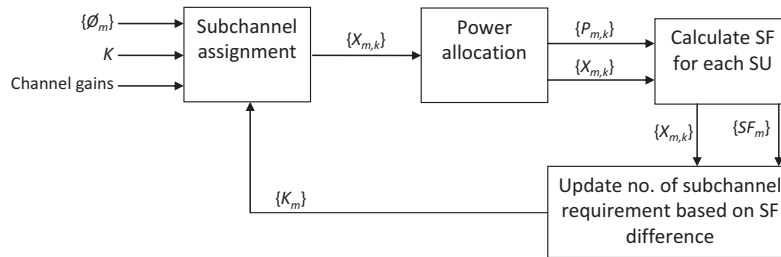 {Ø_m}
K
Channel gains
Subchannel
assignment
{X_m,k}
Power
allocation
{P_m,k}
{X_m,k}
Calculate SF
for each SU
{X_m,k}
{SF_m}
Update no. of subchannel
requirement based on SF
difference
{K_m}